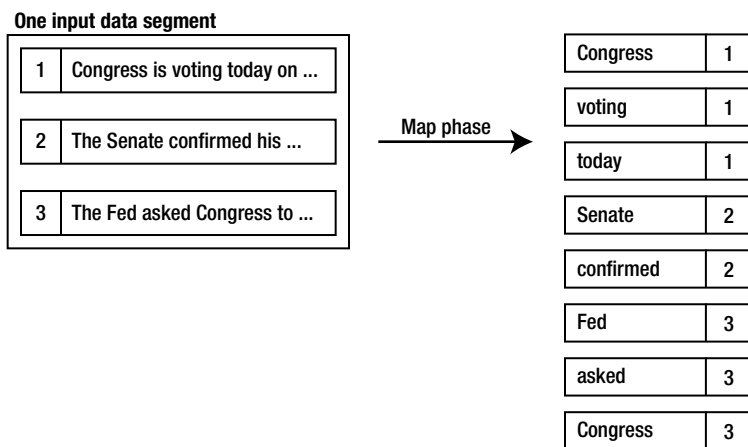 One input data segment
1 Congress is voting today on ...
2 The Senate confirmed his ...
3 The Fed asked Congress to ...
Map phase
Congress 1
voting 1
today 1
Senate 2
confirmed 2
Fed 3
asked 3
Congress 3